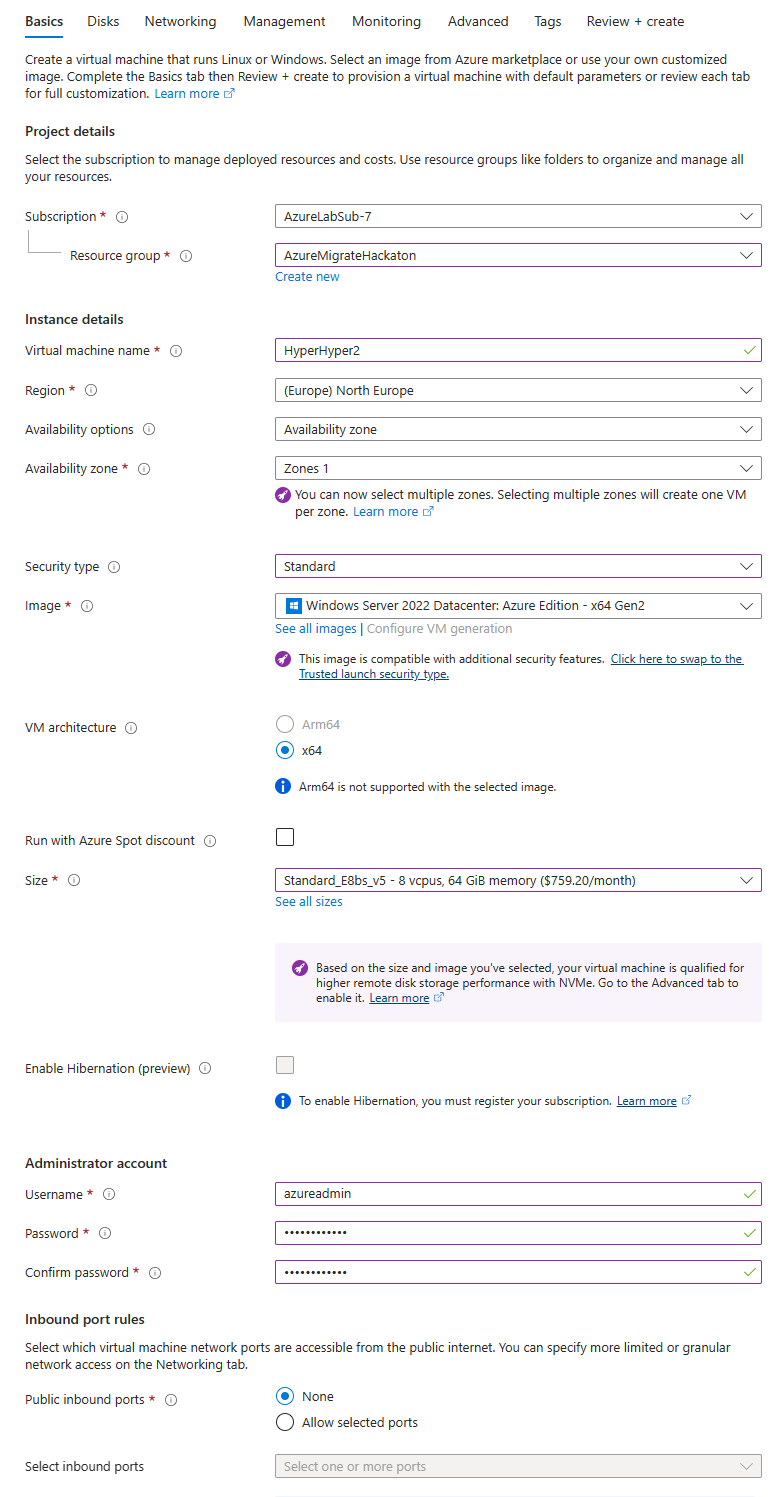 Basics Disks Networking Management Monitoring Advanced Tags Review + create
Create a virtual machine that runs Linux or Windows. Select an image from Azure marketplace or use your own customized
image. Complete the Basics tab then Review + create to provision a virtual machine with default parameters or review each tab
for full customization. Learn more
Project details
Select the subscription to manage deployed resources and costs. Use resource groups like folders to organize and manage all
your resources.
Subscription * AzureLabSub-7
Resource group * AzureMigrateHackaton
Create new
Instance details
Virtual machine name * HyperHyper2
Region * (Europe) North Europe
Availability options Availability zone
Availability zone * Zones 1
You can now select multiple zones. Selecting multiple zones will create one VM
per zone. Learn more
Security type Standard
Image * Windows Server 2022 Datacenter: Azure Edition - x64 Gen2
See all images | Configure VM generation
This image is compatible with additional security features. Click here to swap to the
Trusted launch security type.
VM architecture
Arm64
x64
Arm64 is not supported with the selected image.
Run with Azure Spot discount
Size * Standard_E8bs_v5 - 8 vcpus, 64 GiB memory ($759.20/month)
See all sizes
Based on the size and image you've selected, your virtual machine is qualified for
higher remote disk storage performance with NVMe. Go to the Advanced tab to
enable it. Learn more
Enable Hibernation (preview)
To enable Hibernation, you must register your subscription. Learn more
Administrator account
Username * azureadmin
Password * ••••••••••••
Confirm password * ••••••••••••
Inbound port rules
Select which virtual machine network ports are accessible from the public internet. You can specify more limited or granular
network access on the Networking tab.
Public inbound ports * None
Allow selected ports
Select inbound ports Select one or more ports